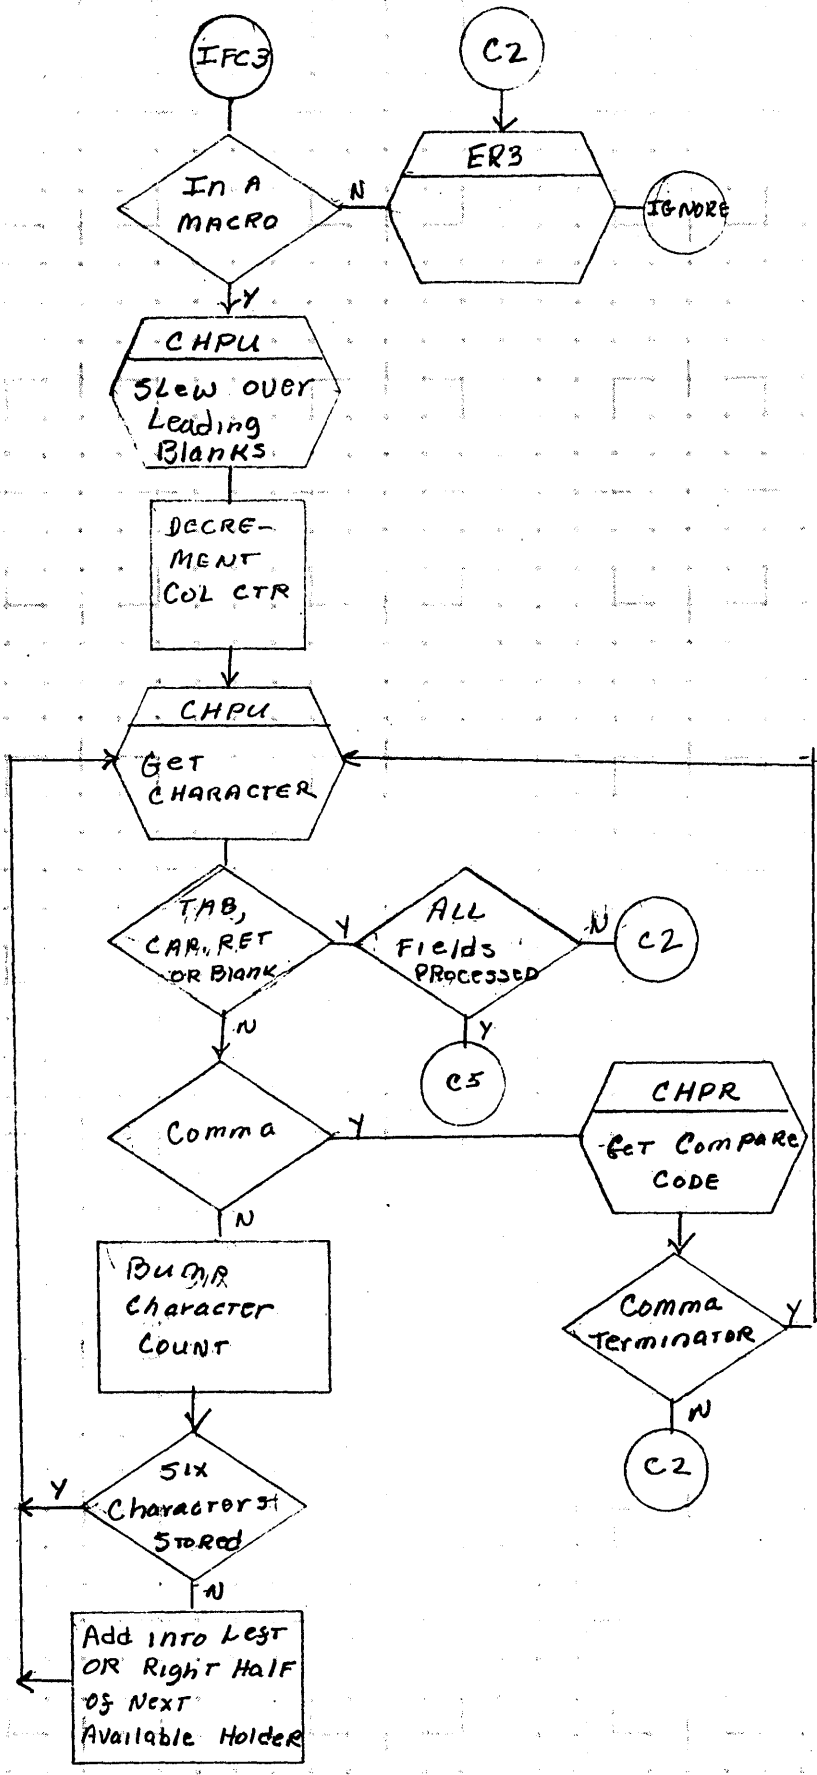 IFC3
C2
In A
MACRO
N
ER3
IGNORE
Y
CHPU
SLew over
Leading
Blanks
DECRE-
MENT
COL CTR
CHPU
GeT
CHARACTER
TAB,
CAR. RET
OR Blank
Y
ALL
Fields
PRocessed
N
C2
N
Y
C5
Comma
Y
CHPR
GeT Compare
CODE
N
Bump
Character
COUNT
Comma
Terminator
Y
N
C2
SIX
Characters
STORed
Y
N
Add into Left
OR Right Half
of Next
Available Holder